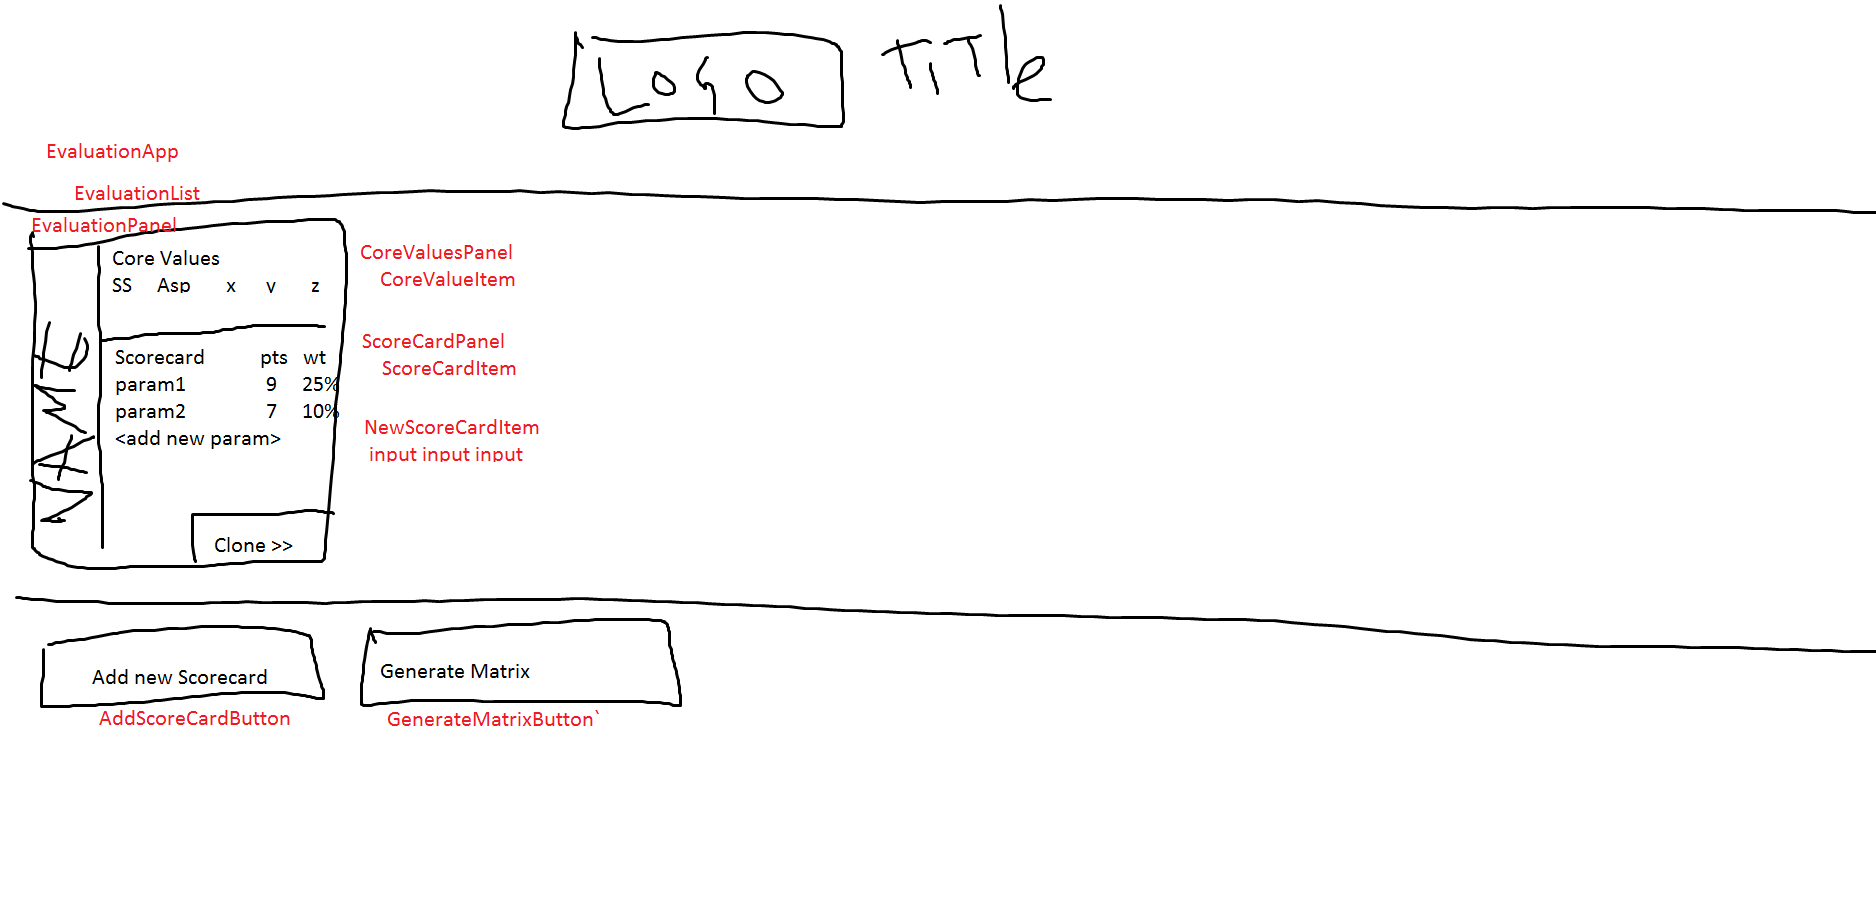 LOGO TiTle
EvaluationApp
EvaluationList
EvaluationPanel
Core Values
SS Asp x y z
CoreValuesPanel
CoreValueItem
NAME
Scorecard pts wt
param1 9 25%
param2 7 10%
<add new param>
ScoreCardPanel
ScoreCardItem
NewScoreCardItem
input input input
Clone >>
Add new Scorecard
Generate Matrix
AddScoreCardButton
GenerateMatrixButton`